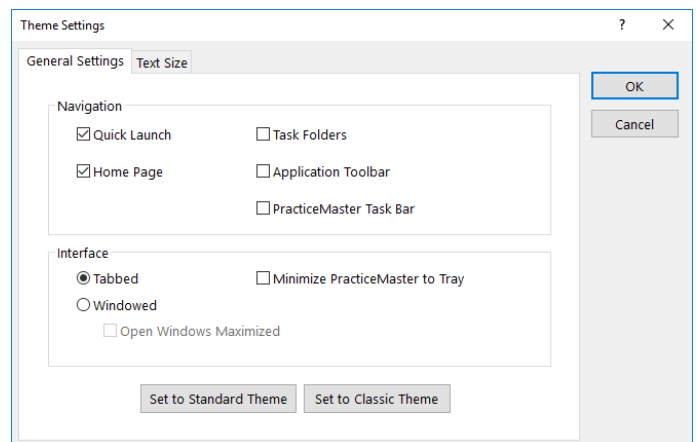 Theme Settings
General Settings
Text Size
OK
Cancel
Navigation
Quick Launch
Task Folders
Home Page
Application Toolbar
PracticeMaster Task Bar
Interface
Tabbed
Minimize PracticeMaster to Tray
Windowed
Open Windows Maximized
Set to Standard Theme
Set to Classic Theme